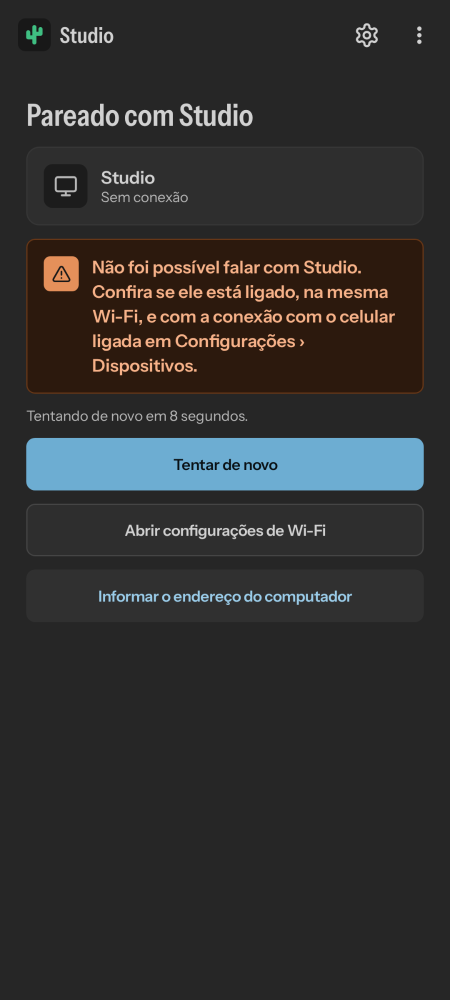 Studio
Pareado com Studio
Studio
Sem conexão
Não foi possível falar com Studio.
Confira se ele está ligado, na mesma
Wi-Fi, e com a conexão com o celular
ligada em Configurações ›
Dispositivos.
Tentando de novo em 8 segundos.
Tentar de novo
Abrir configurações de Wi-Fi
Informar o endereço do computador